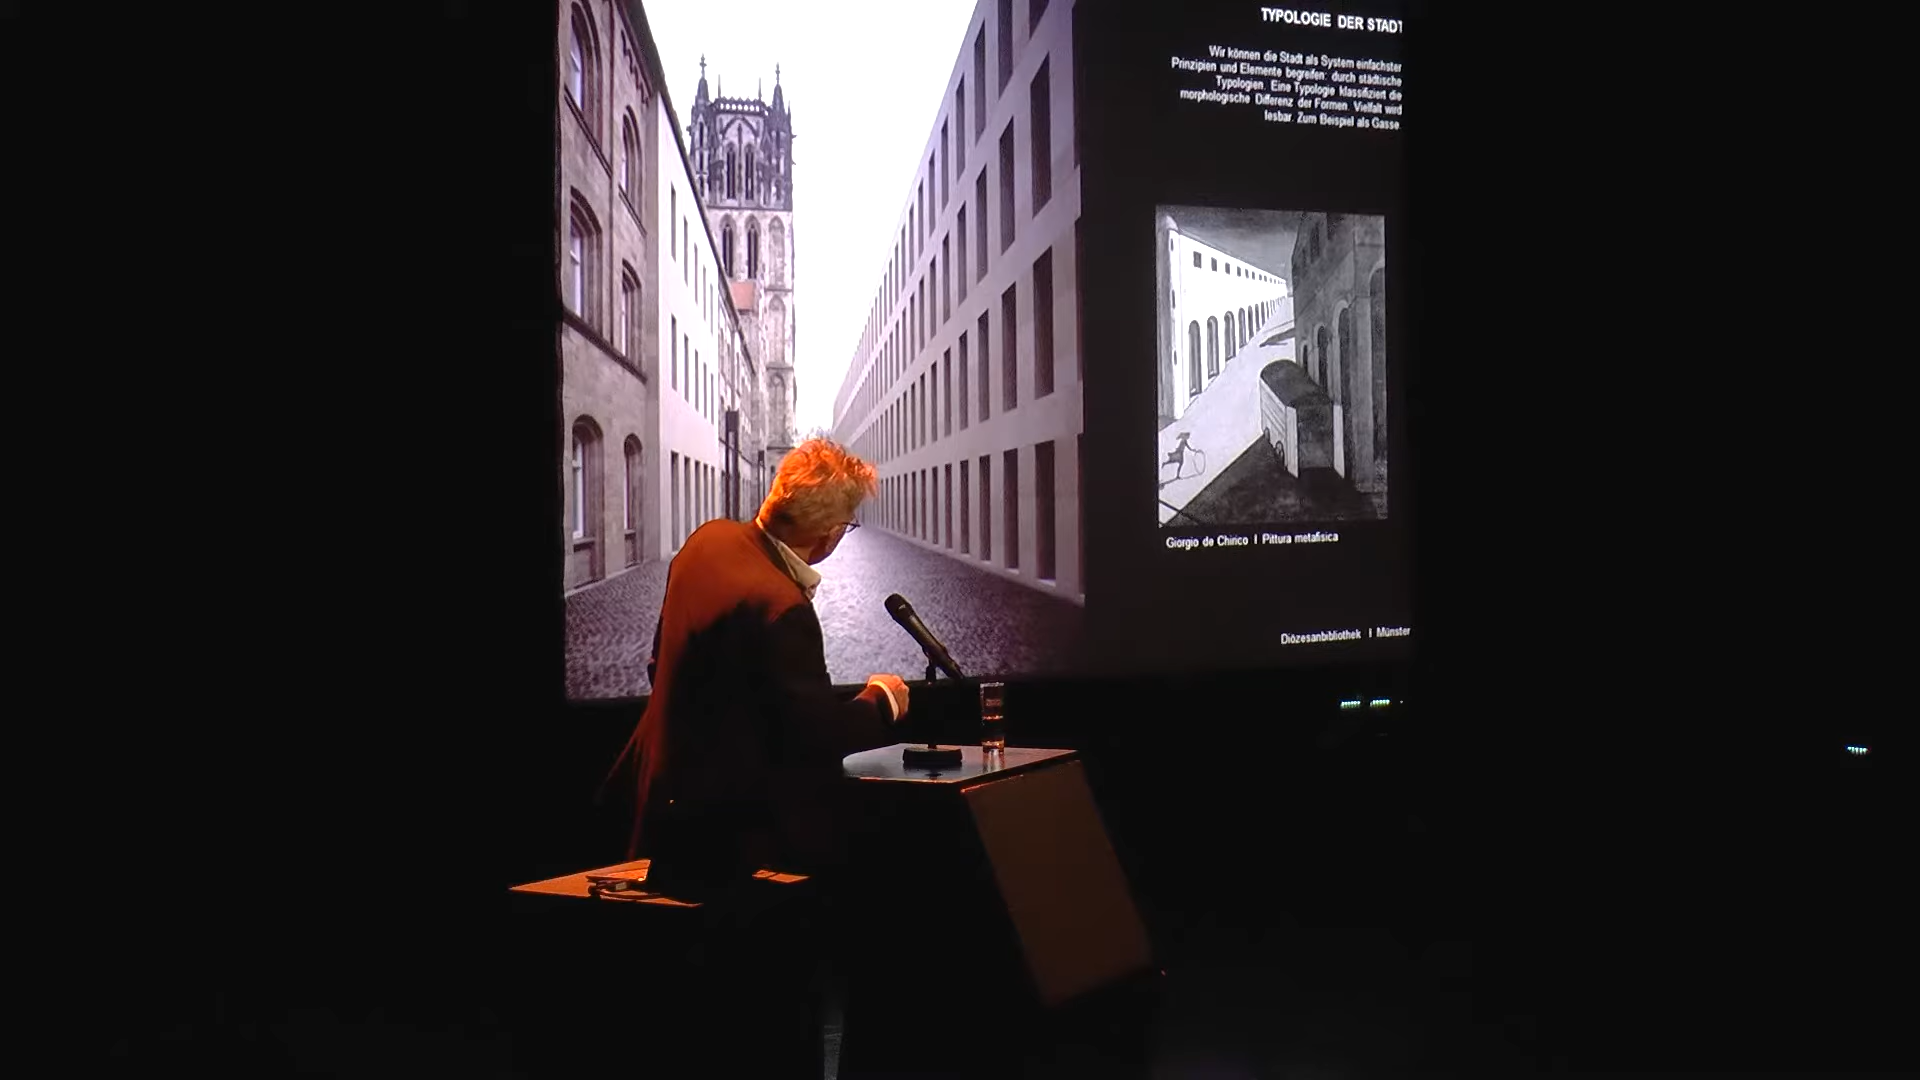 TYPOLOGIE DER STADT
Wir können die Stadt als System einfachster
Prinzipien und Elemente begreifen: durch städtische
Typologien. Eine Typologie klassifiziert die
morphologische Differenz der Formen. Vielfalt wird
lesbar. Zum Beispiel als Gasse.
Giorgio de Chirico I Pittura metafisica
Diözesanbibliothek I Münster